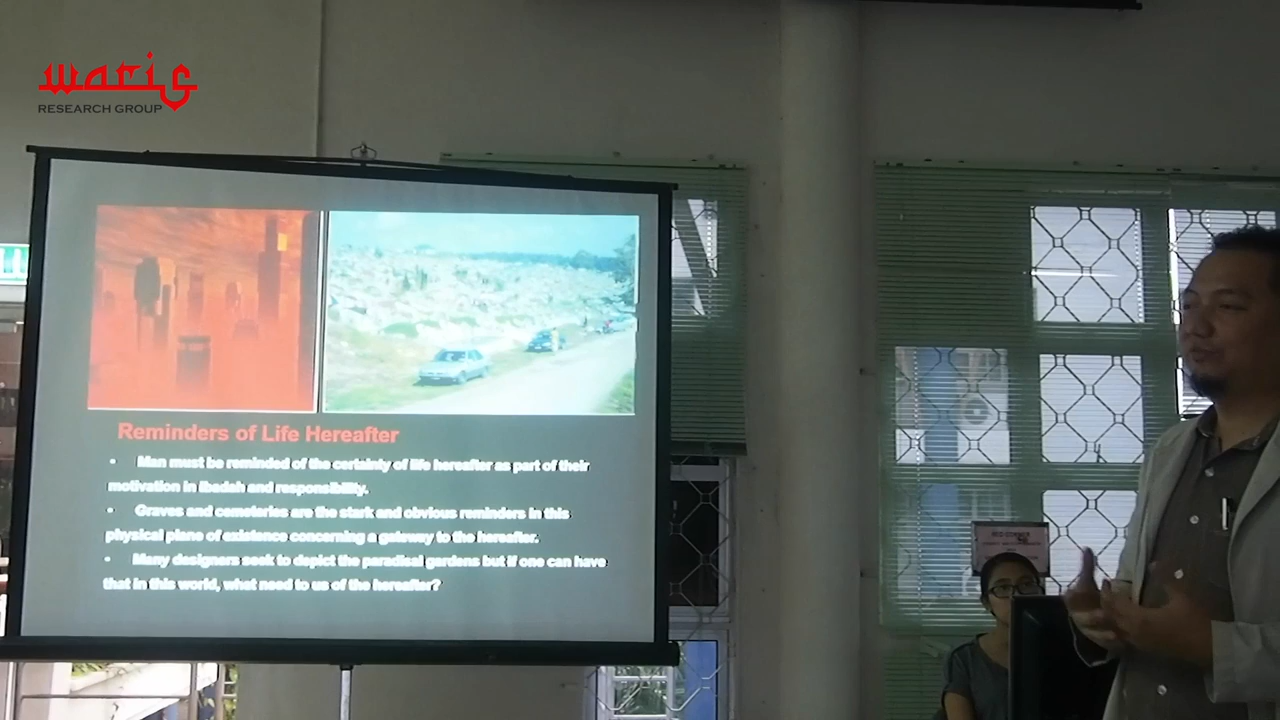 waris
RESEARCH GROUP
Reminders of Life Hereafter
• Man must be reminded of the certainty of life hereafter as part of their
motivation in Ibadah and responsibility.
• Graves and cemeteries are the stark and obvious reminders in this
physical plane of existence concerning a gateway to the hereafter.
• Many designers seek to depict the paradisal gardens but if one can have
that in this world, what need to us of the hereafter?